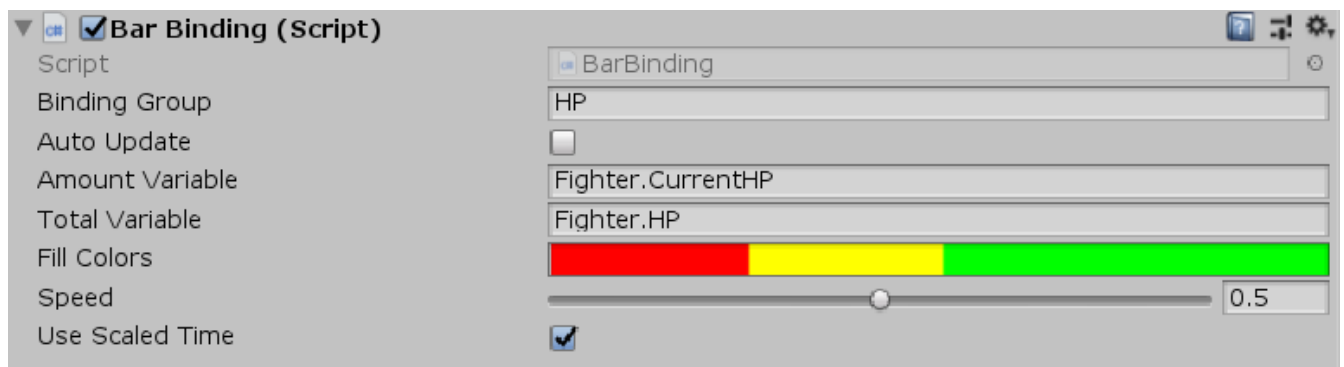 Bar Binding (Script)
Script BarBinding
Binding Group HP
Auto Update
Amount Variable Fighter.CurrentHP
Total Variable Fighter.HP
Fill Colors
Speed 0.5
Use Scaled Time